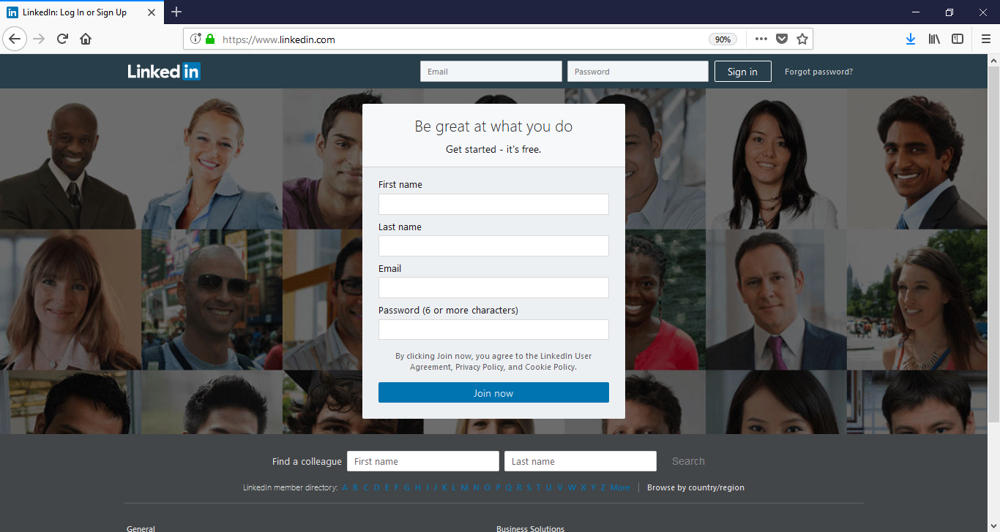 LinkedIn: Log In or Sign Up
https://www.linkedin.com
90%
Linked in
Email
Password
Sign in
Forgot password?
Be great at what you do
Get started - it's free.
First name
Last name
Email
Password (6 or more characters)
By clicking Join now, you agree to the LinkedIn User
Agreement, Privacy Policy, and Cookie Policy.
Join now
Find a colleague First name Last name Search
LinkedIn member directory: A B C D E F G H I J K L M N O P Q R S T U V W X Y Z More Browse by country/region
General Business Solutions